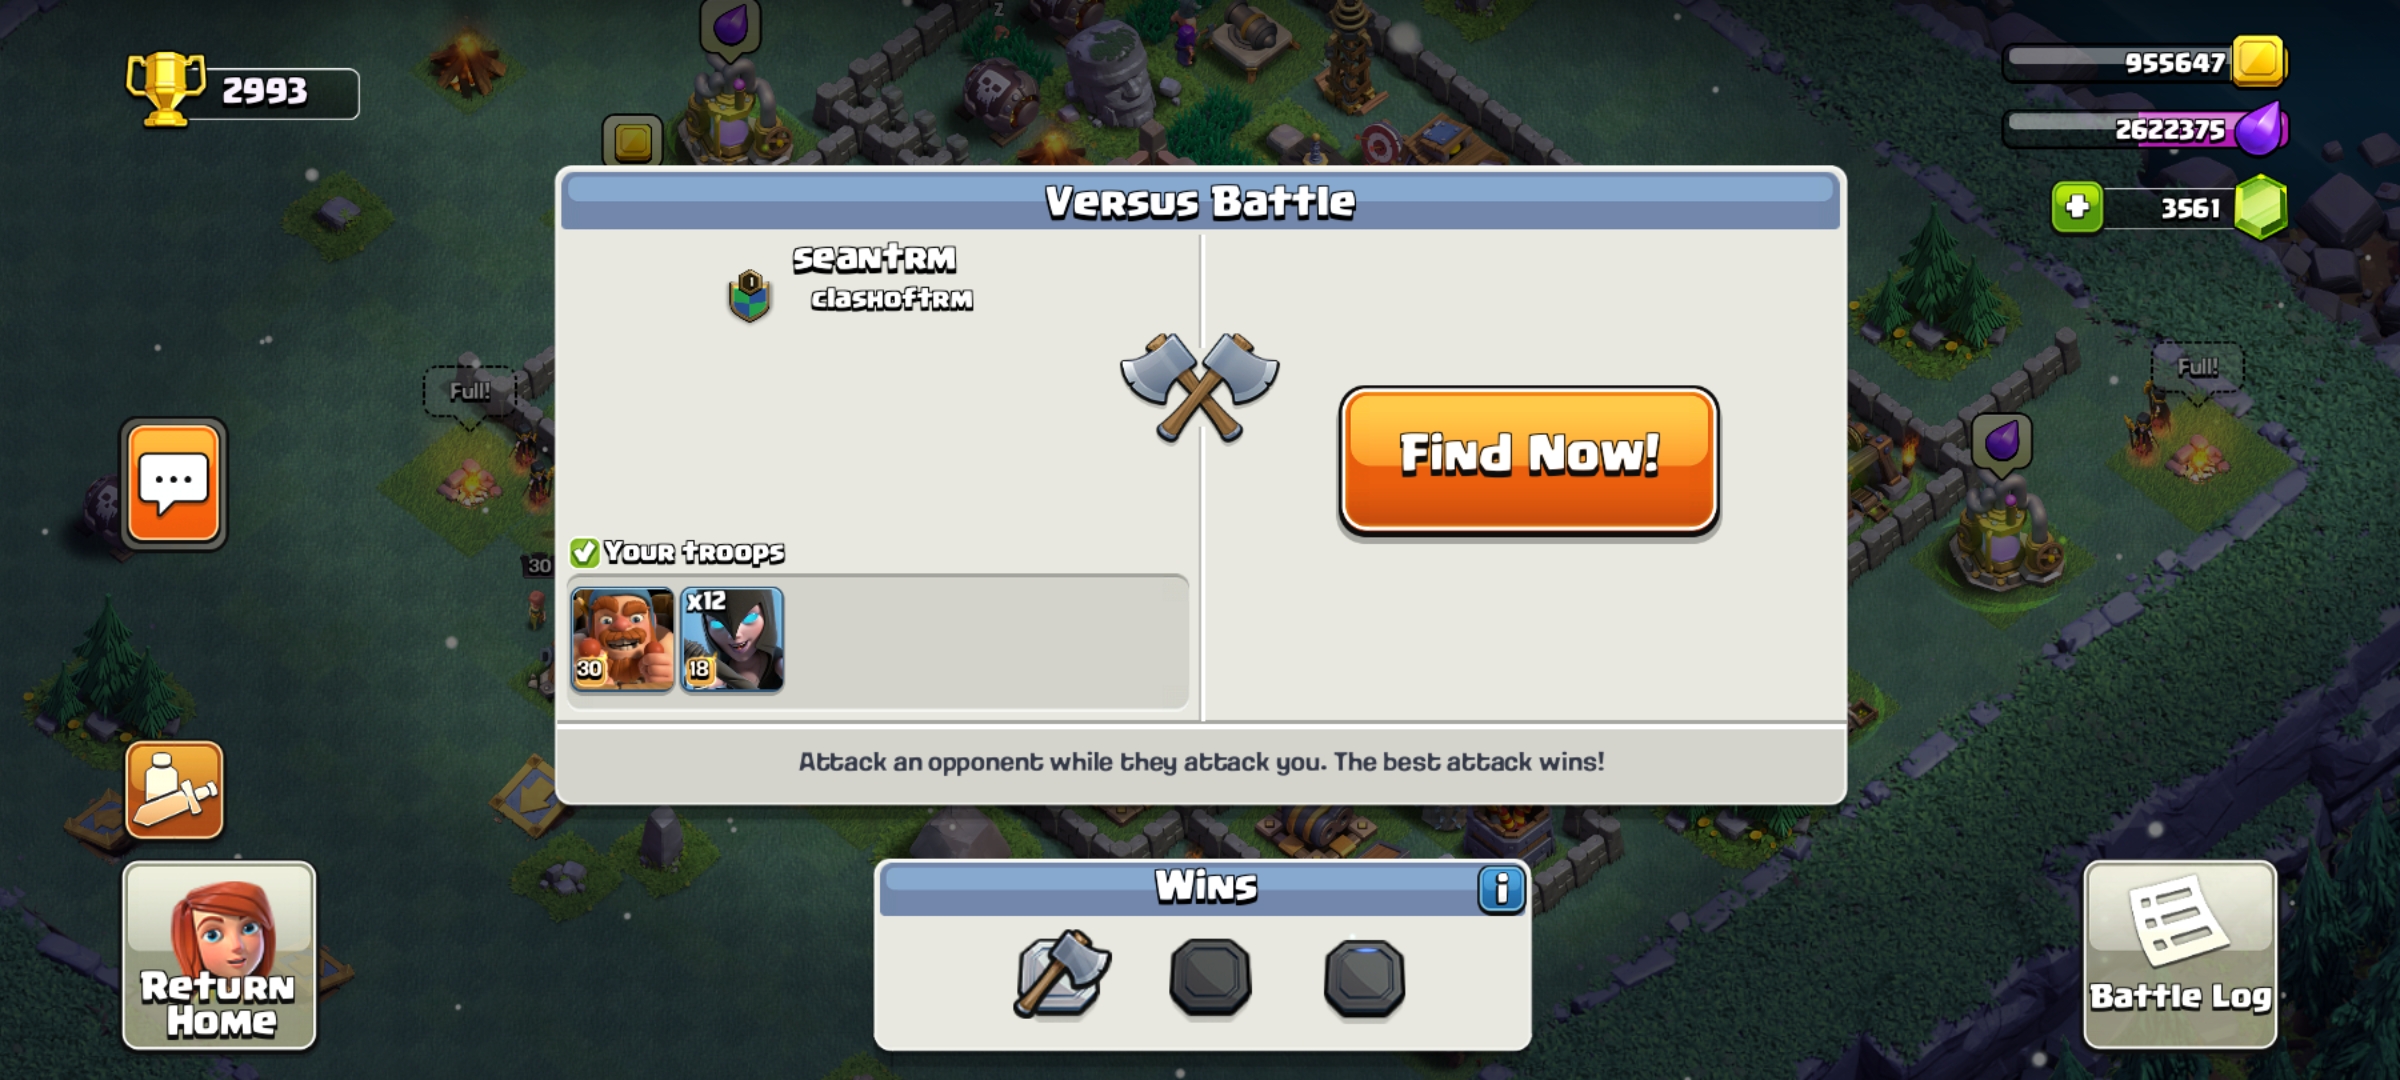 2993
955647
2622375
3561
Versus Battle
seantrm
clashoftrm
Find Now!
Full!
Full!
30
Your troops
30
x12
18
Attack an opponent while they attack you. The best attack wins!
Wins
Return
Home
Battle Log